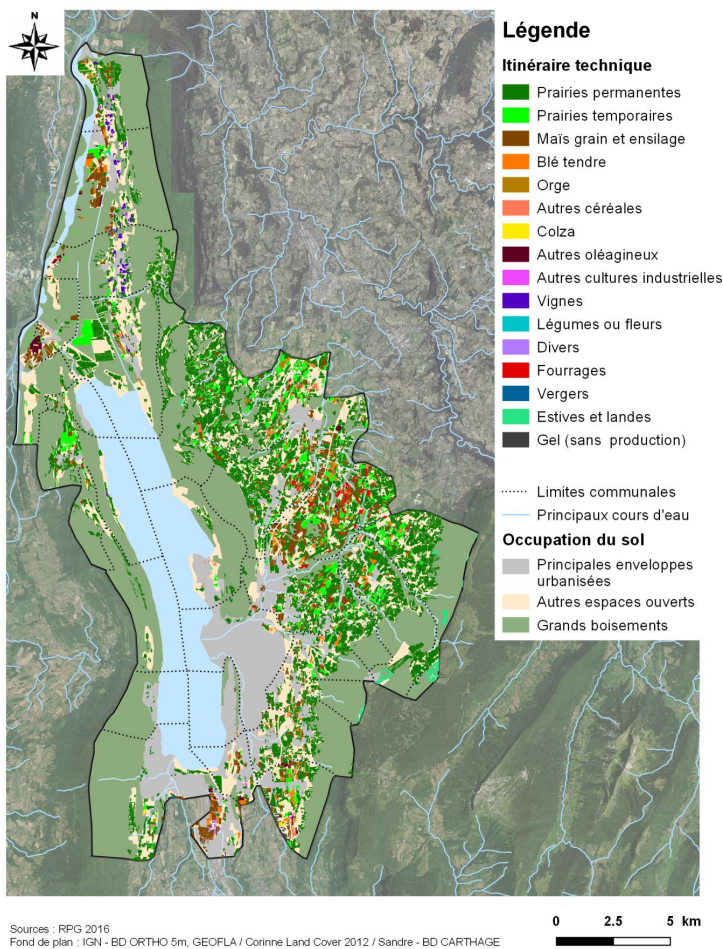 N
Légende
Itinéraire technique
Prairies permanentes
Prairies temporaires
Maïs grain et ensilage
Blé tendre
Orge
Autres céréales
Colza
Autres oléagineux
Autres cultures industrielles
Vignes
Légumes ou fleurs
Divers
Fourrages
Vergers
Estives et landes
Gel (sans production)
Limites communales
Principaux cours d'eau
Occupation du sol
Principales enveloppes
urbanisées
Autres espaces ouverts
Grands boisements
Sources : RPG 2016
Fond de plan : IGN - BD ORTHO 5m, GEOFLA / Corinne Land Cover 2012 / Sandre - BD CARTHAGE
0 2.5 5 km